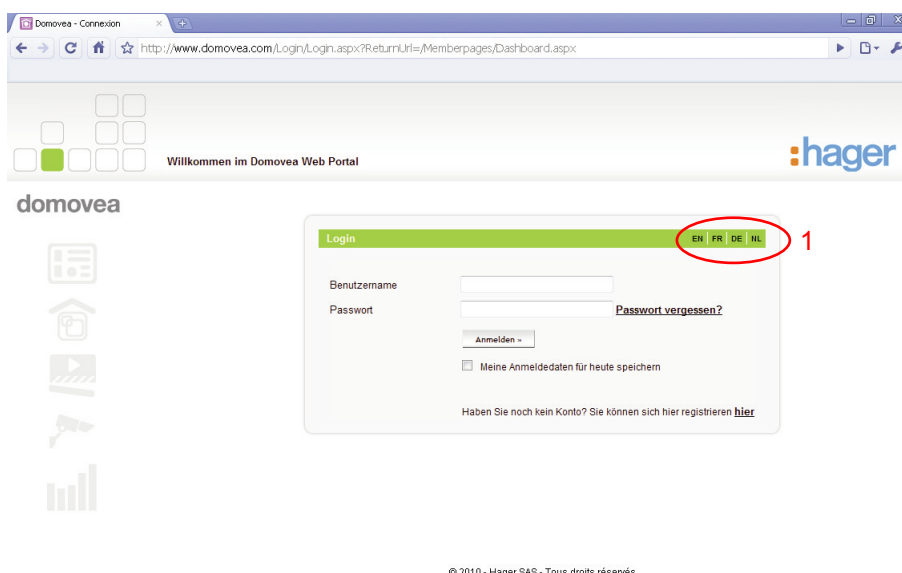 Domovea - Connexion
http://www.domovea.com/Login/Login.aspx?ReturnUrl=/Memberpages/Dashboard.aspx
Willkommen im Domovea Web Portal
:hager
domovea
Login
EN FR DE NL
1
Benutzername
Passwort
Passwort vergessen?
Anmelden »
Meine Anmeldedaten für heute speichern
Haben Sie noch kein Konto? Sie können sich hier registrieren hier
© 2010 - Hager SAS - Tous droits réservés